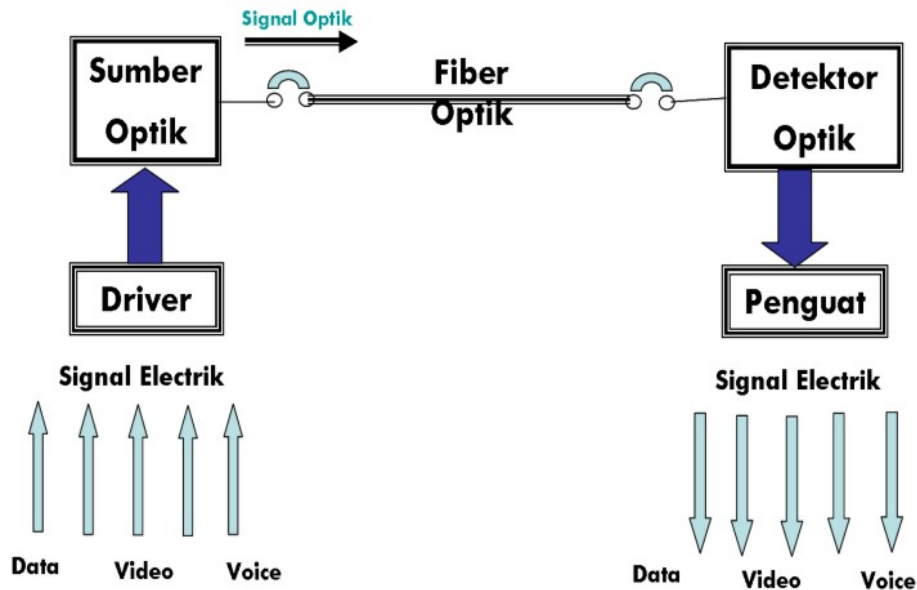 Signal Optik
Sumber
Optik
Fiber
Optik
Detektor
Optik
Driver
Penguat
Signal Electrik
Signal Electrik
Data
Video
Voice
Data
Video
Voice